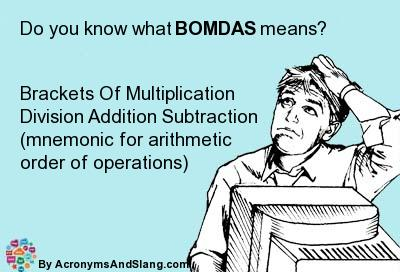 Do you know what BOMDAS means?
Brackets Of Multiplication
Division Addition Subtraction
(mnemonic for arithmetic
order of operations)
By AcronymsAndSlang.com